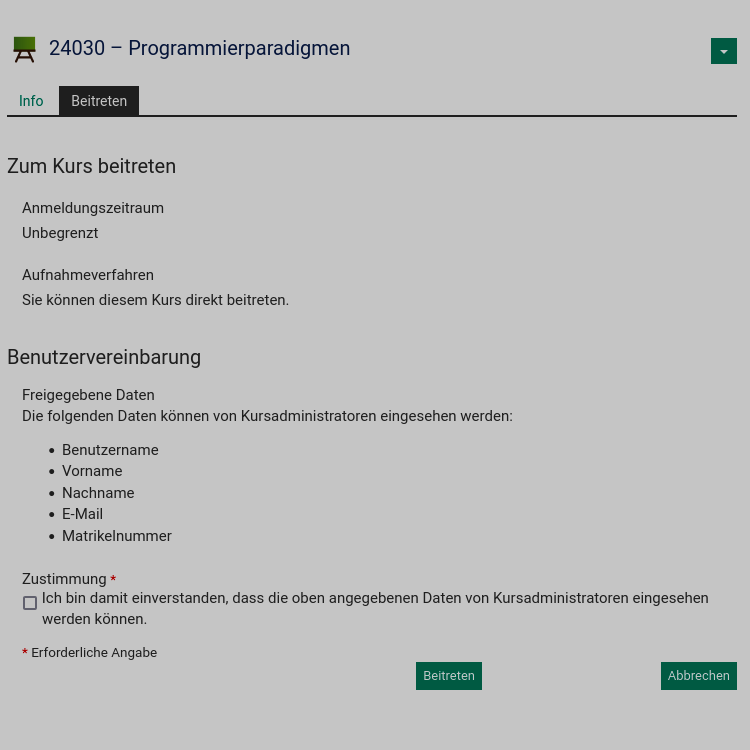 24030 – Programmierparadigmen
Info
Beitreten
Zum Kurs beitreten
Anmeldungszeitraum
Unbegrenzt
Aufnahmeverfahren
Sie können diesem Kurs direkt beitreten.
Benutzervereinbarung
Freigegebene Daten
Die folgenden Daten können von Kursadministratoren eingesehen werden:
• Benutzername
• Vorname
• Nachname
• E-Mail
• Matrikelnummer
Zustimmung *
Ich bin damit einverstanden, dass die oben angegebenen Daten von Kursadministratoren eingesehen
werden können.
* Erforderliche Angabe
Beitreten
Abbrechen